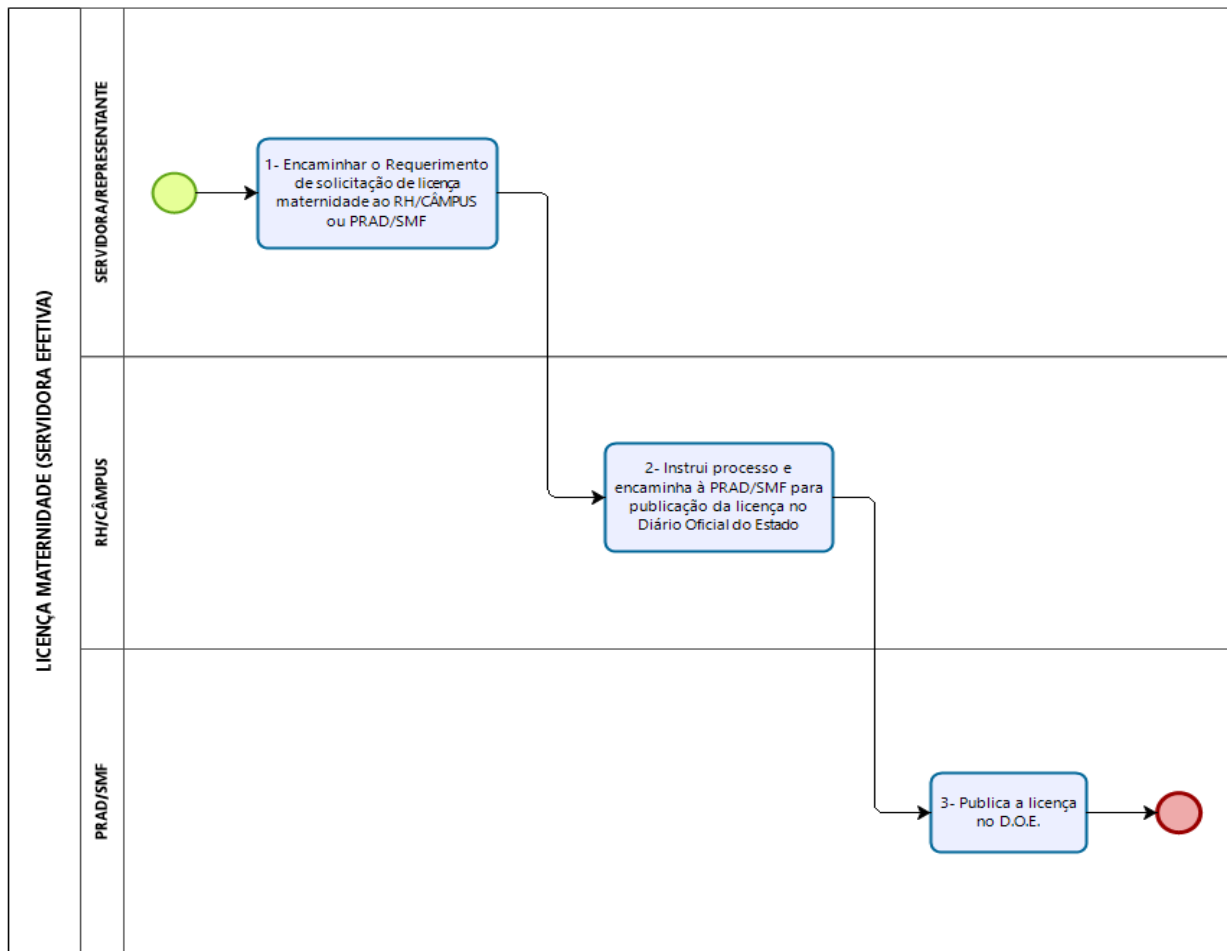 LICENÇA MATERNIDADE (SERVIDORA EFETIVA)
SERVIDORA/REPRESENTANTE
1- Encaminhar o Requerimento
de solicitação de licença
maternidade ao RH/CÂMPUS
ou PRAD/SMF
RH/CÂMPUS
2- Instrui processo e
encaminha à PRAD/SMF para
publicação da licença no
Diário Oficial do Estado
PRAD/SMF
3- Publica a licença
no D.O.E.